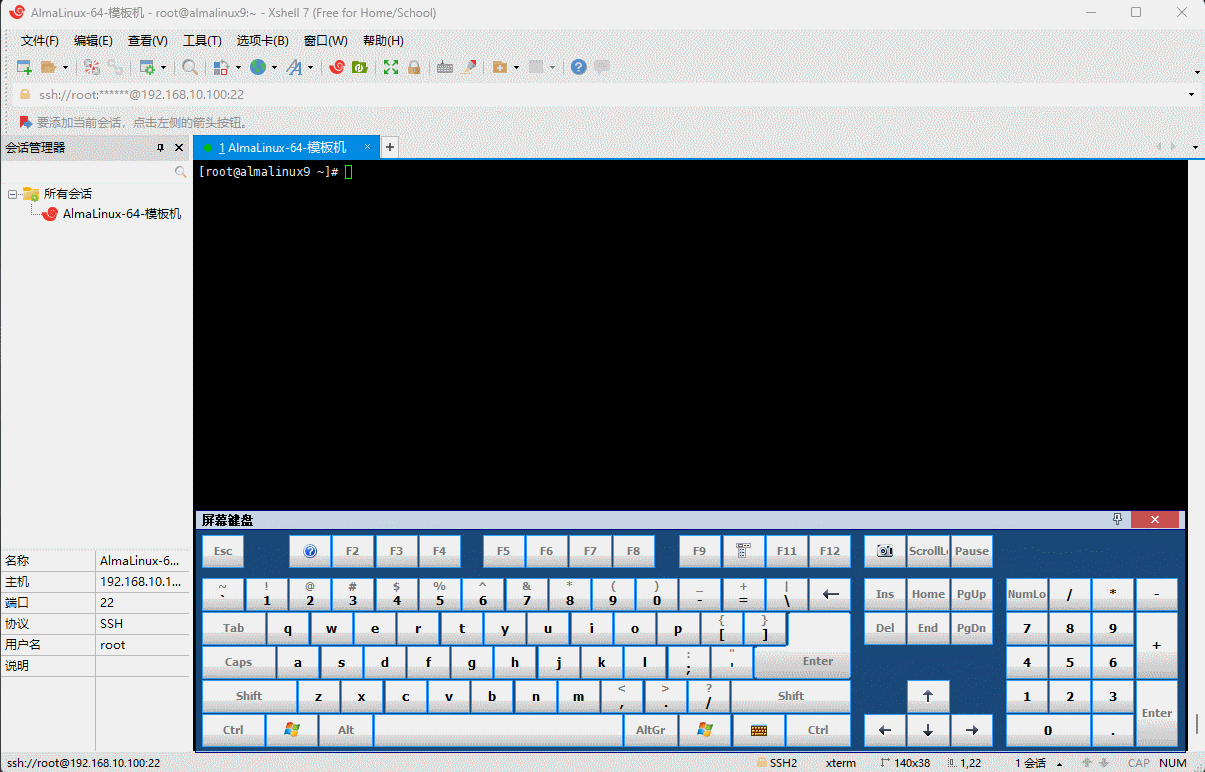 AlmaLinux-64-模板机 - root@almalinux9:~ - Xshell 7 (Free for Home/School)
文件(F) 编辑(E) 查看(V) 工具(T) 选项卡(B) 窗口(W) 帮助(H)
ssh://root:******@192.168.10.100:22
要添加当前会话，点击左侧的箭头按钮。
会话管理器
1 AlmaLinux-64-模板机
所有会话
AlmaLinux-64-模板机
[root@almalinux9 ~]#
名称 AlmaLinux-6...
主机 192.168.10.1...
端口 22
协议 SSH
用户名 root
说明
屏幕键盘
Esc F2 F3 F4 F5 F6 F7 F8 F9 F11 F12 ScrollL Pause
~ ! @ # $ % ^ & * ( ) _ + |
` 1 2 3 4 5 6 7 8 9 0 - = \ ← Ins Home PgUp NumLo / * -
Tab q w e r t y u i o p { [ } ] Del End PgDn 7 8 9 +
Caps a s d f g h j k l : ; " ' Enter 4 5 6
Shift z x c v b n m < , > . ? / Shift ↑ 1 2 3 Enter
Ctrl Alt AltGr Ctrl ← ↓ → 0 .
ssh://root@192.168.10.100:22 SSH2 xterm 140x38 1,22 1 会话 CAP NUM